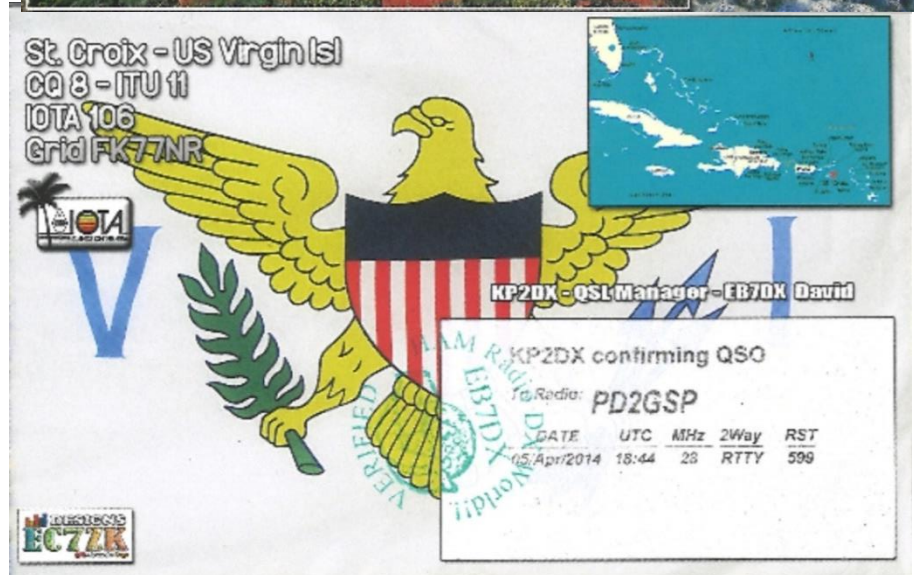 St. Croix - US Virgin Isl
CQ 8 - ITU 11
IOTA 106
Grid FK77NR
IOTA
V I
KP2DX - QSL Manager - EB7DX David
KP2DX confirming QSO
To Radio: PD2GSP
DATE UTC MHz 2Way RST
05/Apr/2014 18:44 28 RTTY 599
VERIFIED HAM Radio DX World!!
EB7DX
DESIGNS
EC7ZK